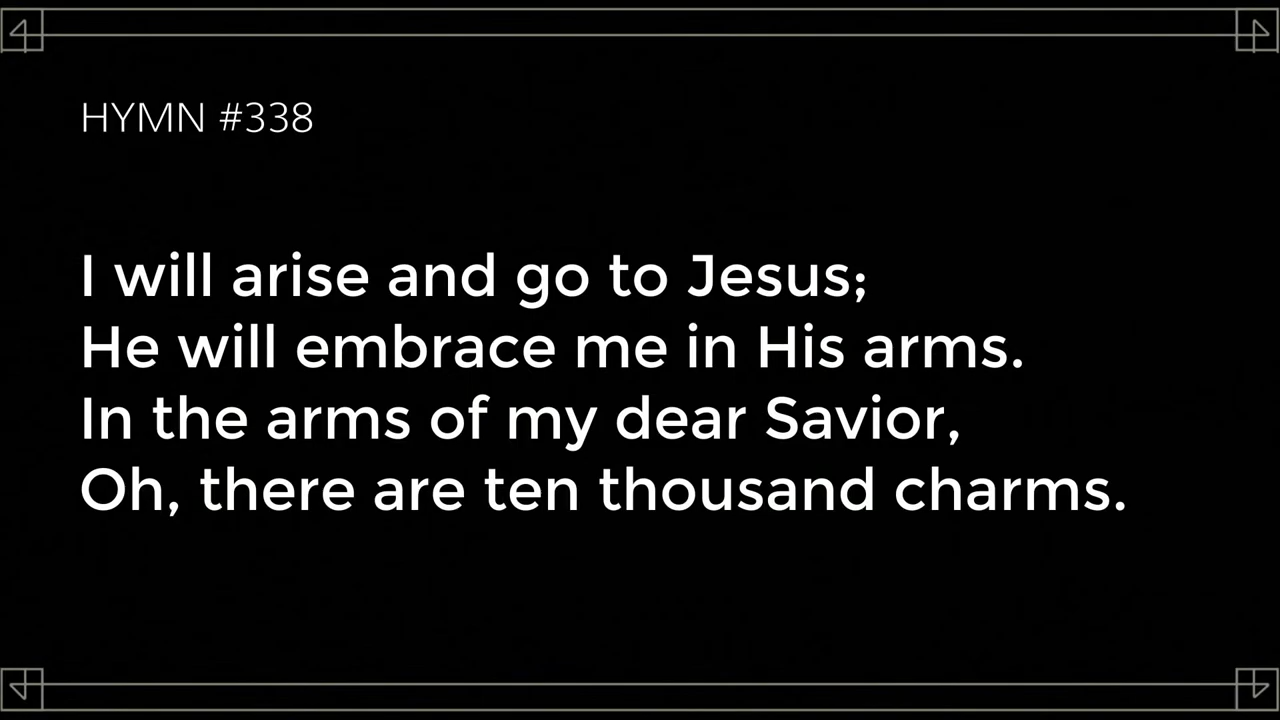 HYMN #338
I will arise and go to Jesus;
He will embrace me in His arms.
In the arms of my dear Savior,
Oh, there are ten thousand charms.